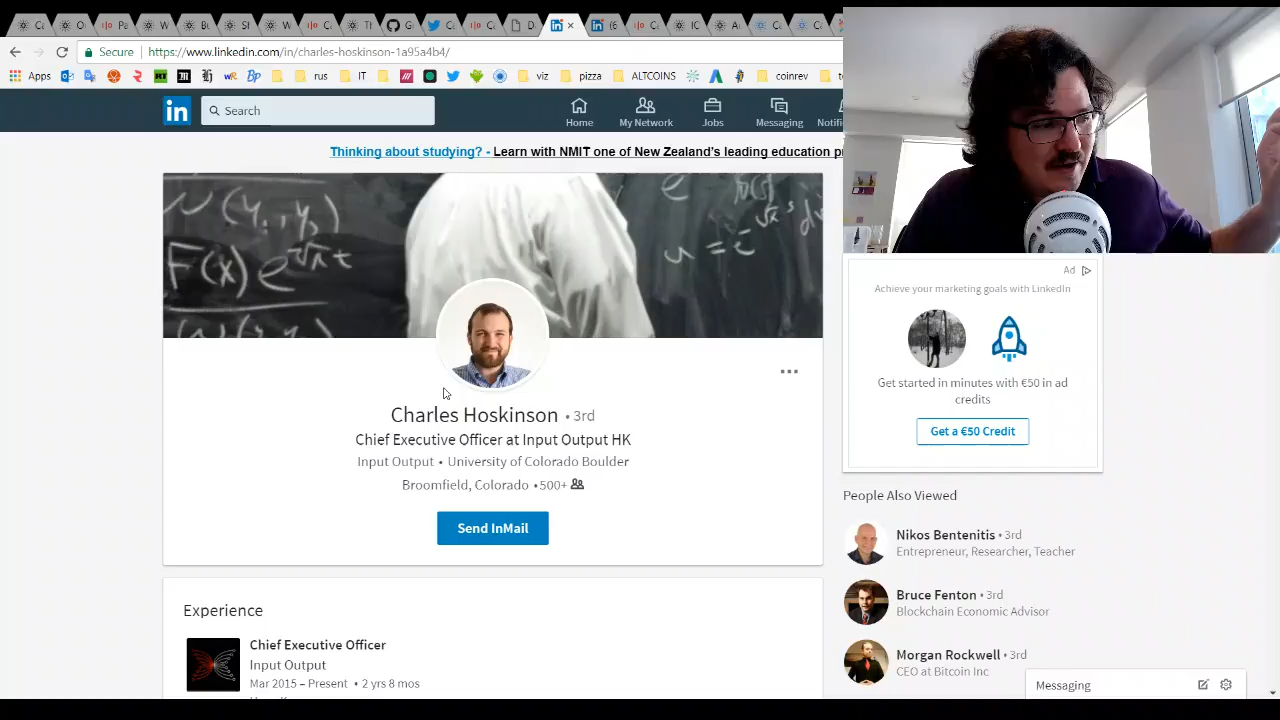 Secure
https://www.linkedin.com/in/charles-hoskinson-1a95a4b4/
Apps
rus
IT
viz
pizza
ALTCOINS
coinrev
in
Search
Home
My Network
Jobs
Messaging
Notifi
Thinking about studying? - Learn with NMIT one of New Zealand's leading education p
Ad
Achieve your marketing goals with LinkedIn
Get started in minutes with €50 in ad
credits
Get a €50 Credit
Charles Hoskinson • 3rd
Chief Executive Officer at Input Output HK
Input Output • University of Colorado Boulder
Broomfield, Colorado • 500+
Send InMail
People Also Viewed
Nikos Bentenitis • 3rd
Entrepreneur, Researcher, Teacher
Bruce Fenton • 3rd
Blockchain Economic Advisor
Morgan Rockwell • 3rd
CEO at Bitcoin Inc
Experience
Chief Executive Officer
Input Output
Mar 2015 – Present • 2 yrs 8 mos
Messaging